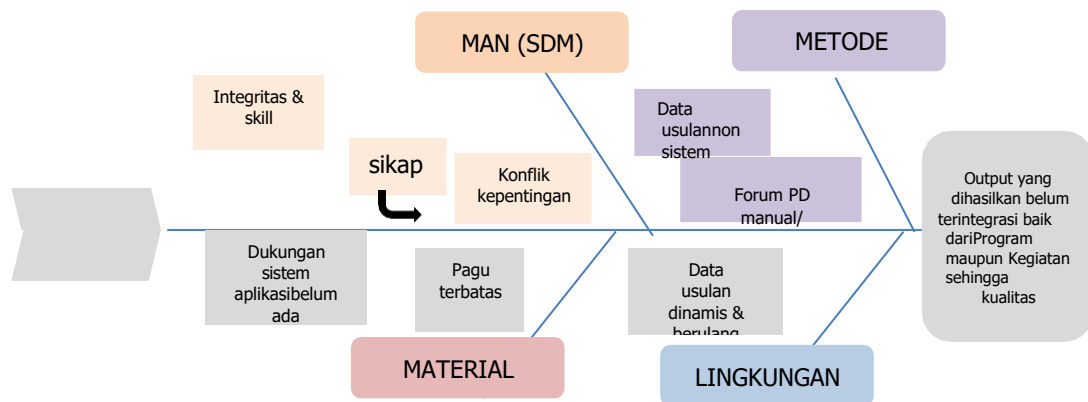 MAN (SDM)
METODE
Integritas &
skill
sikap
Konflik
kepentingan
Data
usulannon
sistem
Forum PD
manual/
Output yang
dihasilkan belum
terintegrasi baik
dariProgram
maupun Kegiatan
sehingga
kualitas
Dukungan
sistem
aplikasibelum
ada
Pagu
terbatas
Data
usulan
dinamis &
berulang
MATERIAL
LINGKUNGAN